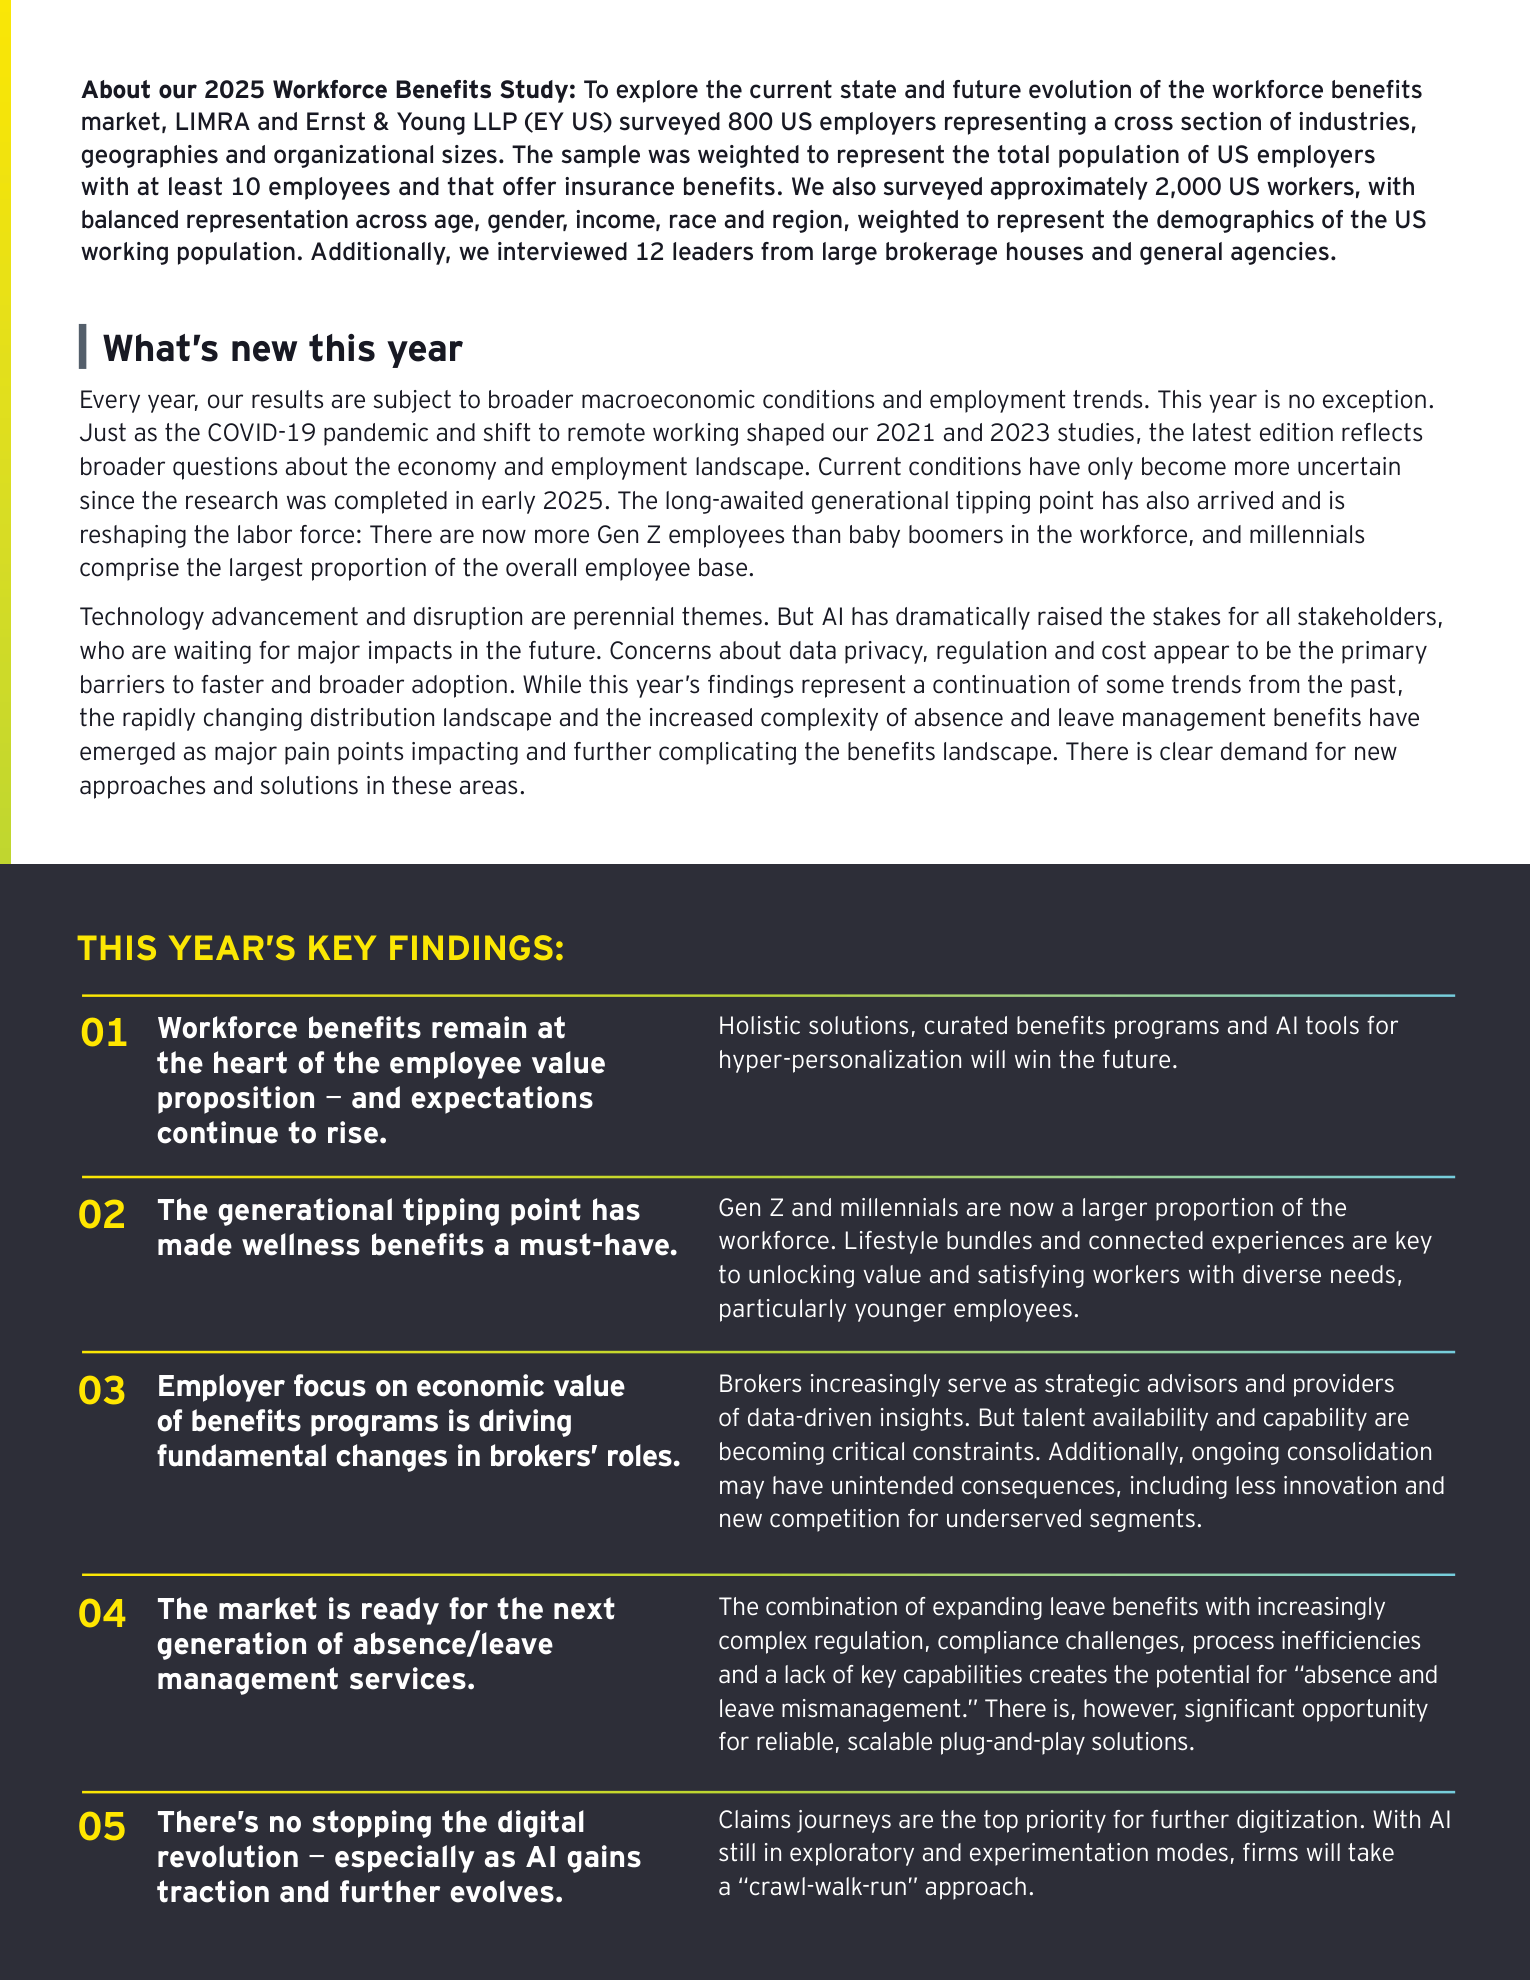 About our 2025 Workforce Benefits Study: To explore the current state and future evolution of the workforce benefits
market, LIMRA and Ernst & Young LLP (EY US) surveyed 800 US employers representing a cross section of industries,
geographies and organizational sizes. The sample was weighted to represent the total population of US employers
with at least 10 employees and that offer insurance benefits. We also surveyed approximately 2,000 US workers, with
balanced representation across age, gender, income, race and region, weighted to represent the demographics of the US
working population. Additionally, we interviewed 12 leaders from large brokerage houses and general agencies.
What’s new this year
Every year, our results are subject to broader macroeconomic conditions and employment trends. This year is no exception.
Just as the COVID-19 pandemic and shift to remote working shaped our 2021 and 2023 studies, the latest edition reflects
broader questions about the economy and employment landscape. Current conditions have only become more uncertain
since the research was completed in early 2025. The long-awaited generational tipping point has also arrived and is
reshaping the labor force: There are now more Gen Z employees than baby boomers in the workforce, and millennials
comprise the largest proportion of the overall employee base.
Technology advancement and disruption are perennial themes. But AI has dramatically raised the stakes for all stakeholders,
who are waiting for major impacts in the future. Concerns about data privacy, regulation and cost appear to be the primary
barriers to faster and broader adoption. While this year’s findings represent a continuation of some trends from the past,
the rapidly changing distribution landscape and the increased complexity of absence and leave management benefits have
emerged as major pain points impacting and further complicating the benefits landscape. There is clear demand for new
approaches and solutions in these areas.
THIS YEAR’S KEY FINDINGS:
01
Workforce benefits remain at
the heart of the employee value
proposition — and expectations
continue to rise.
Holistic solutions, curated benefits programs and AI tools for
hyper-personalization will win the future.
02
The generational tipping point has
made wellness benefits a must-have.
Gen Z and millennials are now a larger proportion of the
workforce. Lifestyle bundles and connected experiences are key
to unlocking value and satisfying workers with diverse needs,
particularly younger employees.
03
Employer focus on economic value
of benefits programs is driving
fundamental changes in brokers’ roles.
Brokers increasingly serve as strategic advisors and providers
of data-driven insights. But talent availability and capability are
becoming critical constraints. Additionally, ongoing consolidation
may have unintended consequences, including less innovation and
new competition for underserved segments.
04
The market is ready for the next
generation of absence/leave
management services.
The combination of expanding leave benefits with increasingly
complex regulation, compliance challenges, process inefficiencies
and a lack of key capabilities creates the potential for “absence and
leave mismanagement.” There is, however, significant opportunity
for reliable, scalable plug-and-play solutions.
05
There’s no stopping the digital
revolution — especially as AI gains
traction and further evolves.
Claims journeys are the top priority for further digitization. With AI
still in exploratory and experimentation modes, firms will take
a “crawl-walk-run” approach.